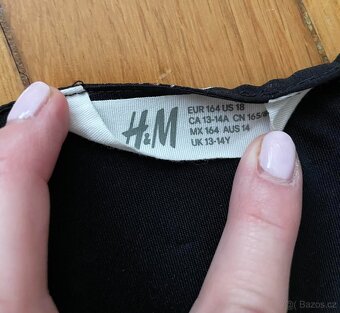 H&M
EUR 164 US 18
CA 13-14A CN 165/
MX 164 AUS 14
UK 13-14Y
Bazos.cz